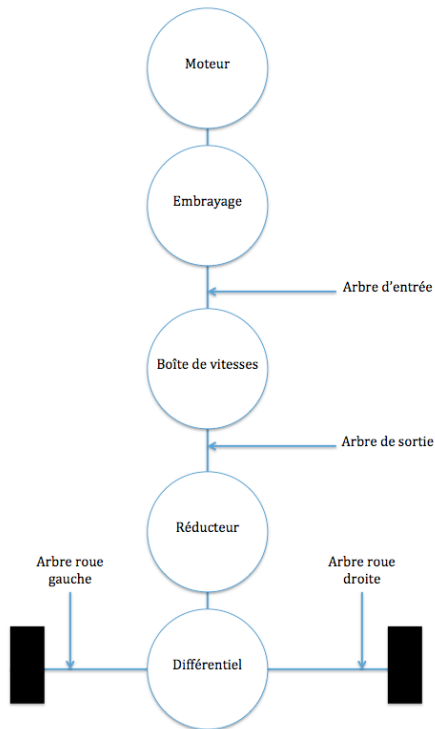 Moteur
Embrayage
Arbre d'entrée
Boîte de vitesses
Arbre de sortie
Réducteur
Arbre roue
gauche
Arbre roue
droite
Différentiel